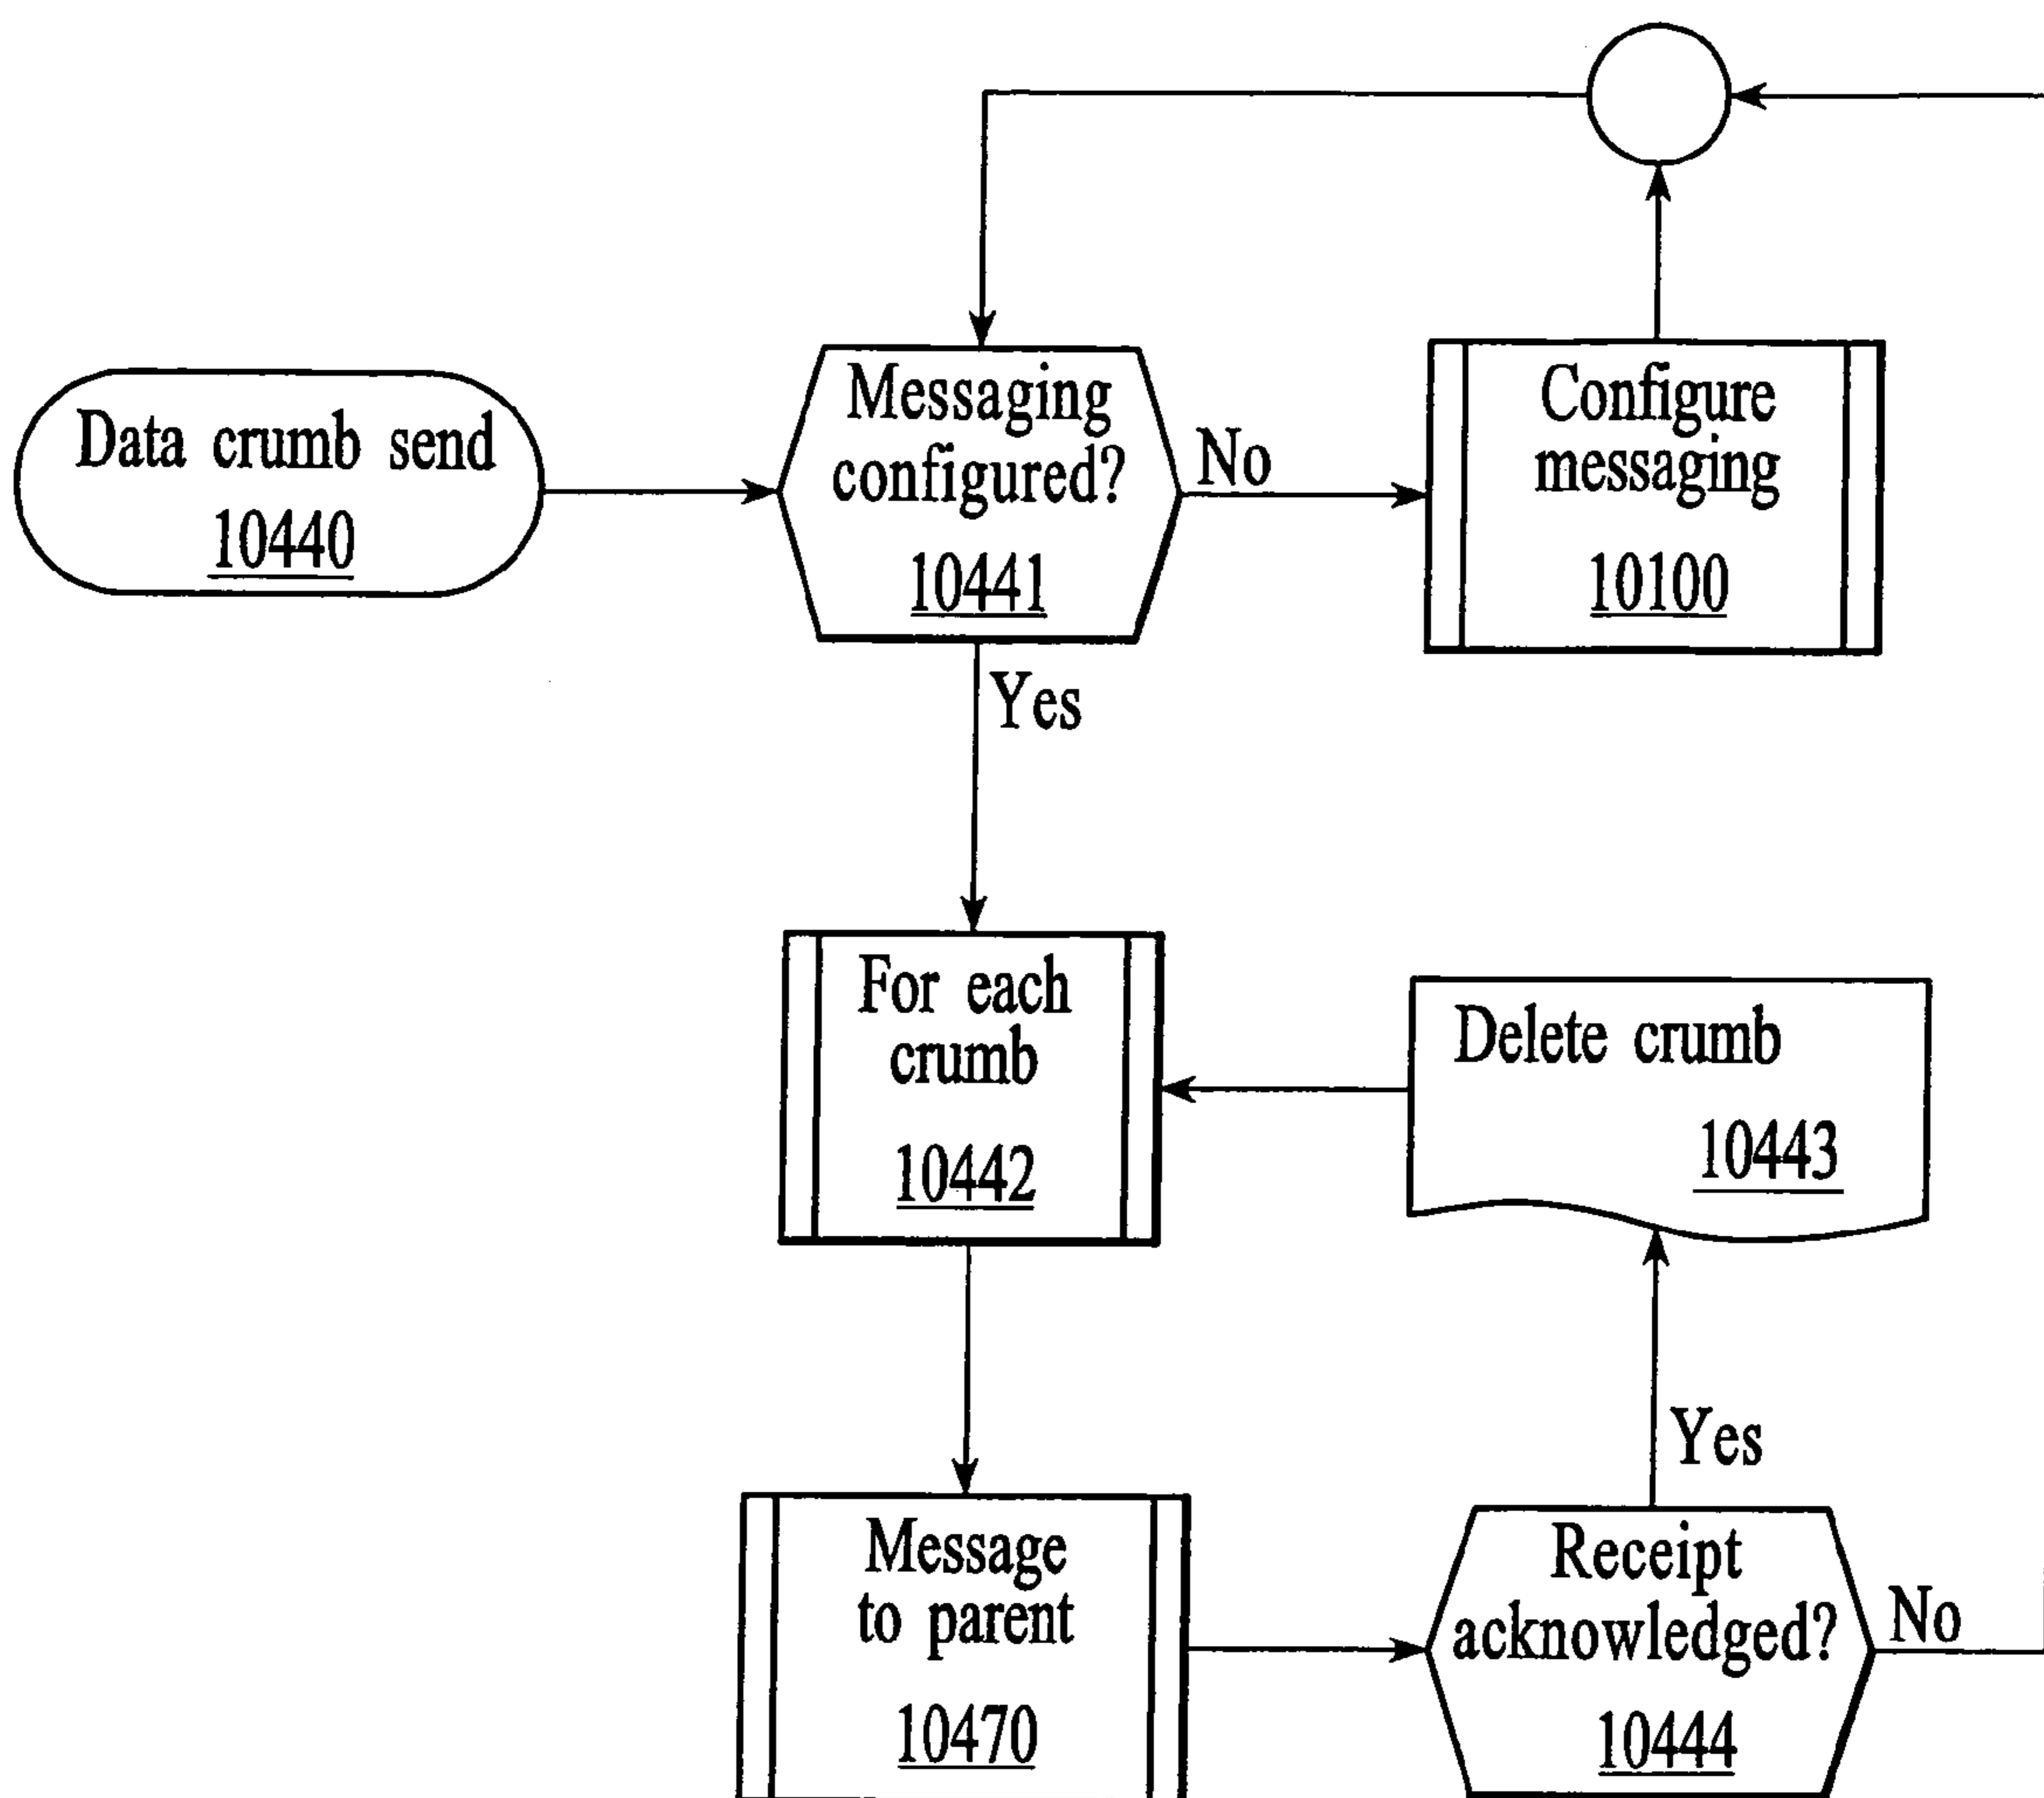 Data crumb send
10440
Messaging
configured?
10441
No
Configure
messaging
10100
Yes
For each
crumb
10442
Delete crumb
10443
Yes
Message
to parent
10470
Receipt
acknowledged?
10444
No